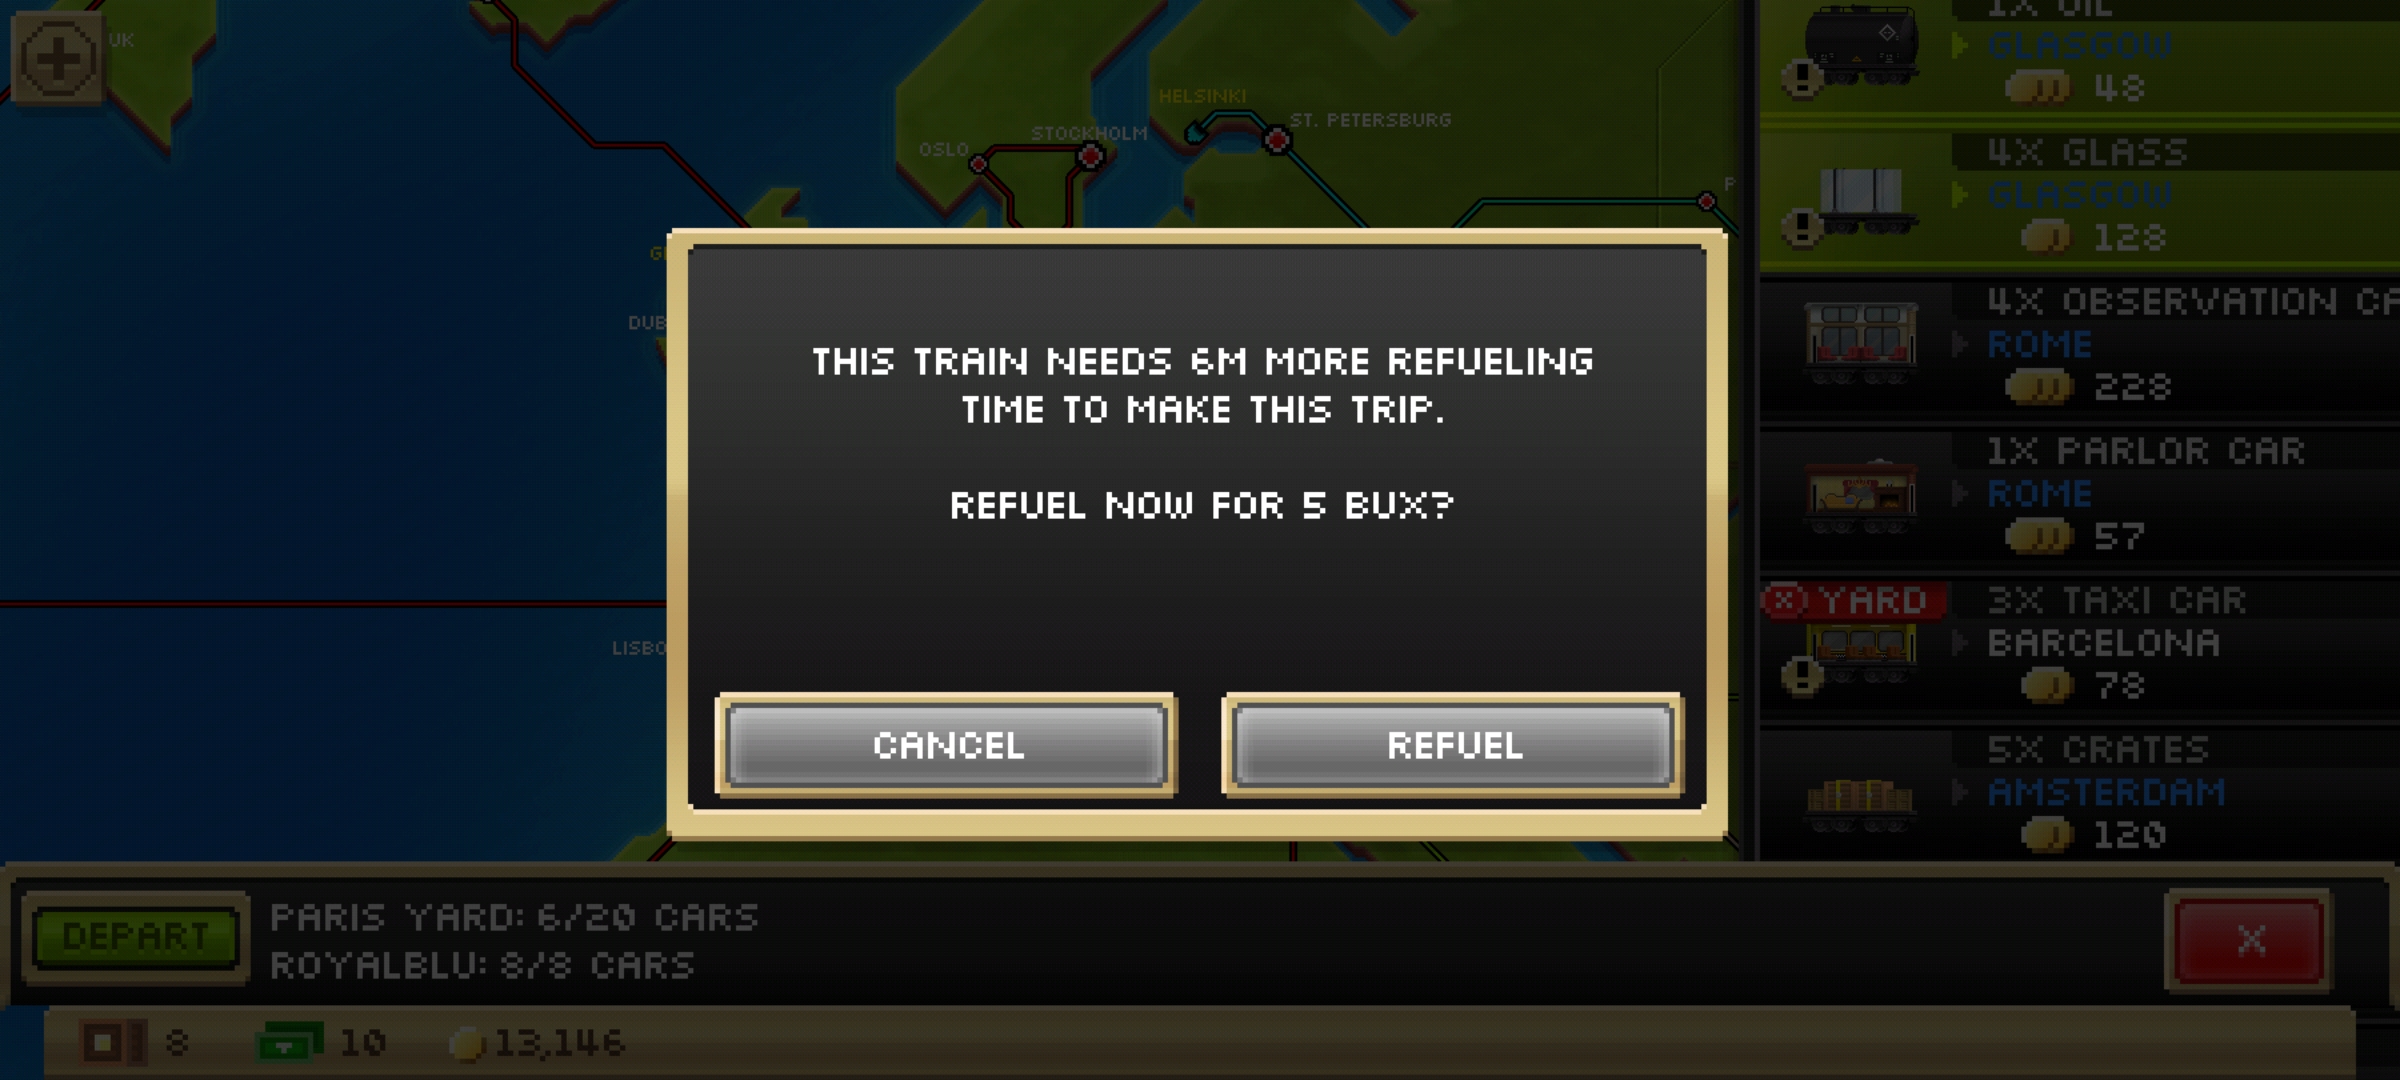 UK
HELSINKI
ST. PETERSBURG
STOCKHOLM
OSLO
THIS TRAIN NEEDS 6M MORE REFUELING
TIME TO MAKE THIS TRIP.
REFUEL NOW FOR 5 BUX?
CANCEL
REFUEL
1X OIL
GLASGOW
48
4X GLASS
GLASGOW
128
4X OBSERVATION
ROME
228
1X PARLOR CAR
ROME
57
YARD
3X TAXI CAR
BARCELONA
78
5X CRATES
AMSTERDAM
120
DEPART
PARIS YARD: 6/20 CARS
ROYALBLU: 8/8 CARS
X
8
10
13,146